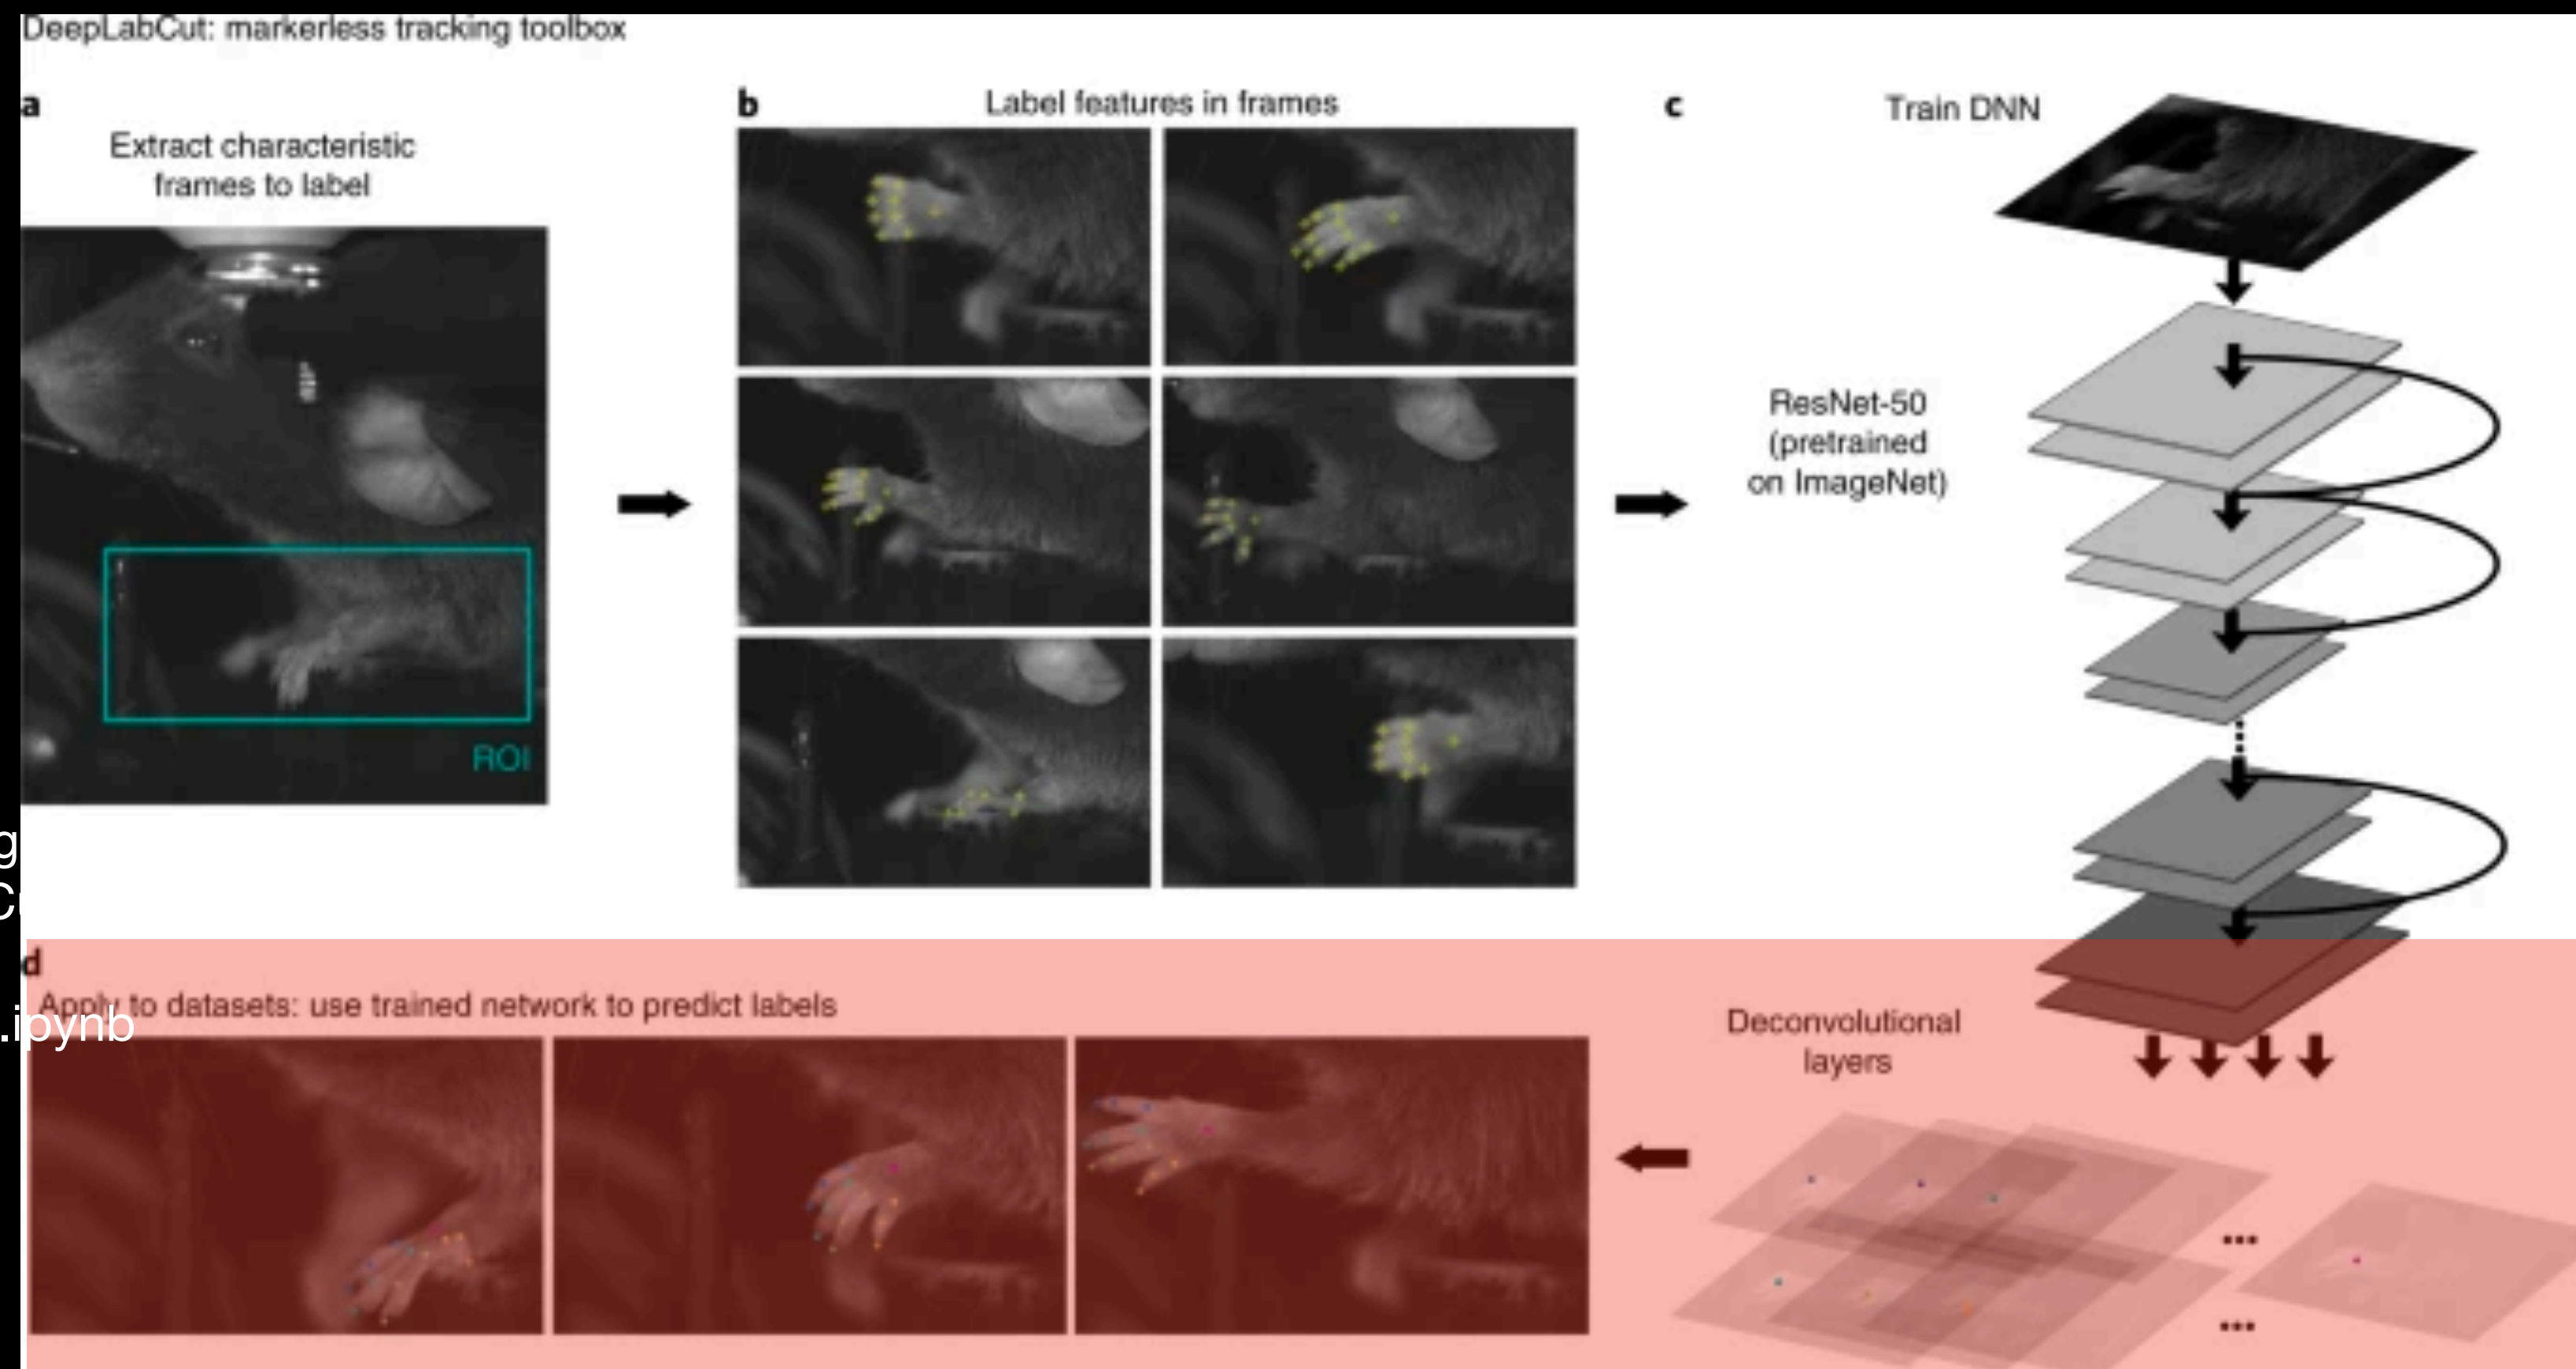 DeepLabCut: markerless tracking toolbox
a
Extract characteristic
frames to label
ROI
b
Label features in frames
c
Train DNN
ResNet-50
(pretrained
on ImageNet)
g
d
Apply to datasets: use trained network to predict labels
.ipynb
Deconvolutional
layers
...
...